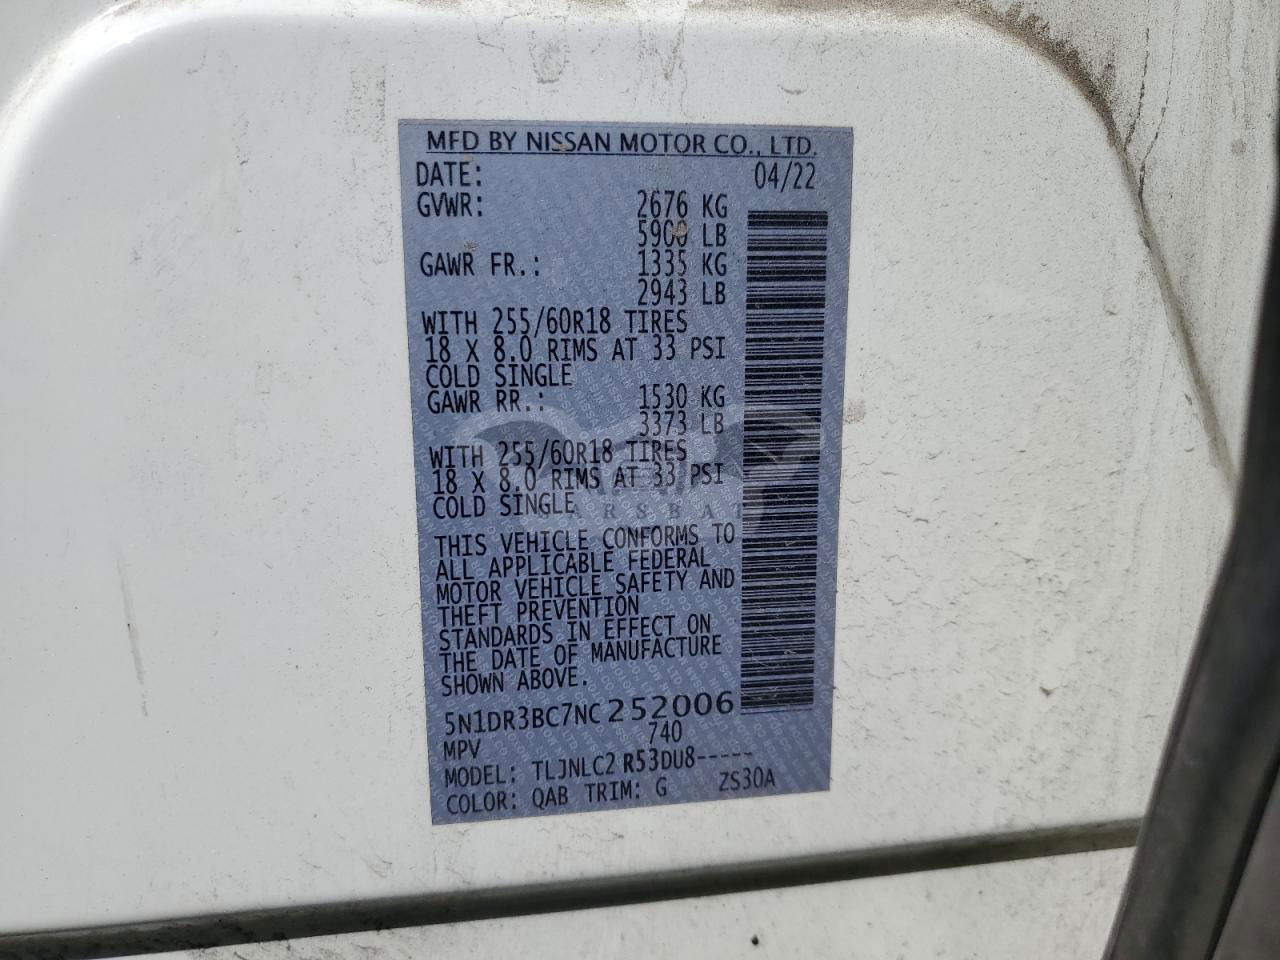 MFD BY NISSAN MOTOR CO., LTD.
DATE: 04/22
GVWR: 2676 KG
5900 LB
GAWR FR.: 1335 KG
2943 LB
WITH 255/60R18 TIRES
18 X 8.0 RIMS AT 33 PSI
COLD SINGLE
GAWR RR.: 1530 KG
3373 LB
WITH 255/60R18 TIRES
18 X 8.0 RIMS AT 33 PSI
COLD SINGLE
ARSBAT
THIS VEHICLE CONFORMS TO
ALL APPLICABLE FEDERAL
MOTOR VEHICLE SAFETY AND
THEFT PREVENTION
STANDARDS IN EFFECT ON
THE DATE OF MANUFACTURE
SHOWN ABOVE.
5N1DR3BC7NC252006
MPV 740
MODEL: TLJNLC2 R53DU8-----
COLOR: QAB TRIM: G ZS30A